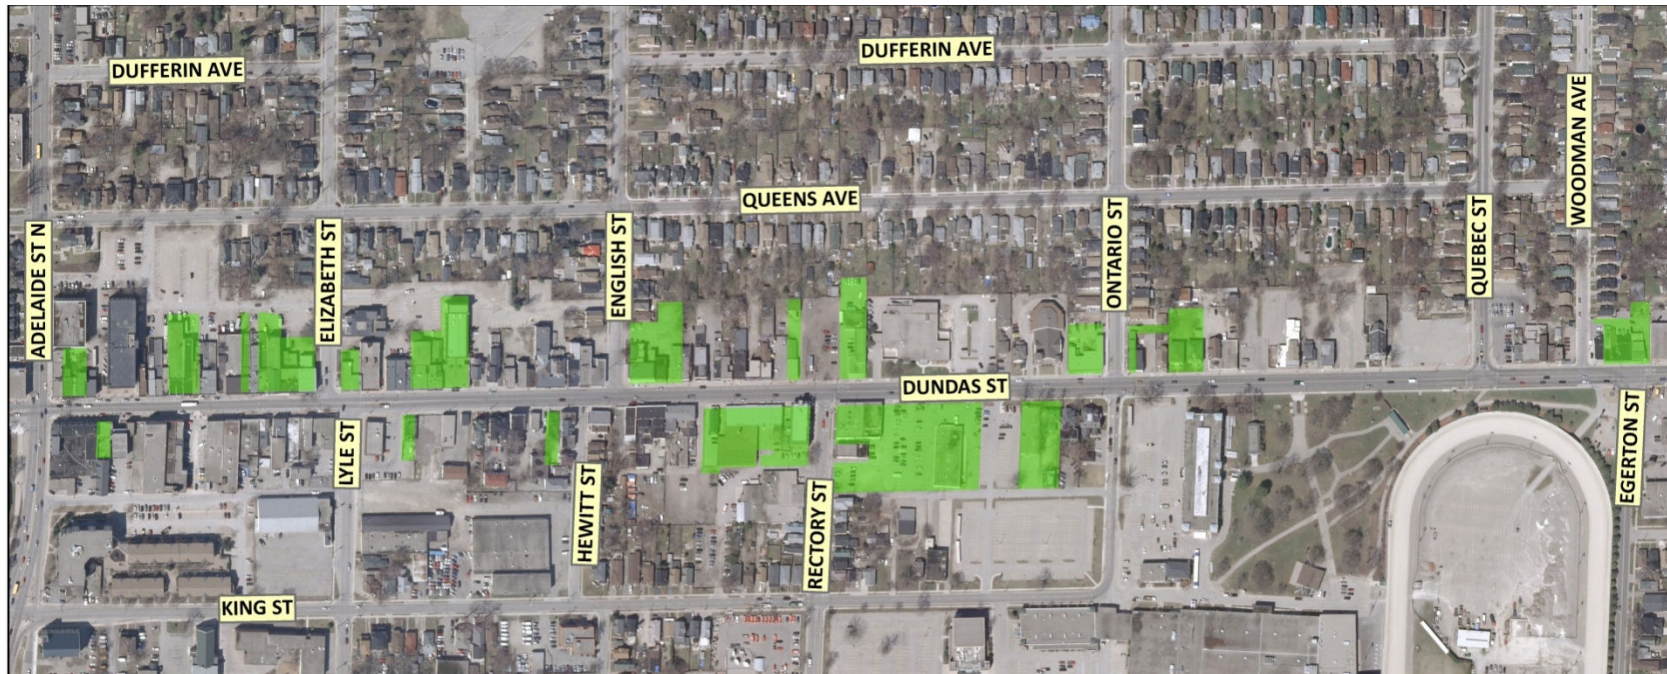 DUFFERIN AVE
DUFFERIN AVE
WOODMAN AVE
QUEENS AVE
ADELAIDE ST N
ELIZABETH ST
ENGLISH ST
ONTARIO ST
QUEBEC ST
DUNDAS ST
LYLE ST
HEWITT ST
RECTORY ST
EGERTON ST
KING ST